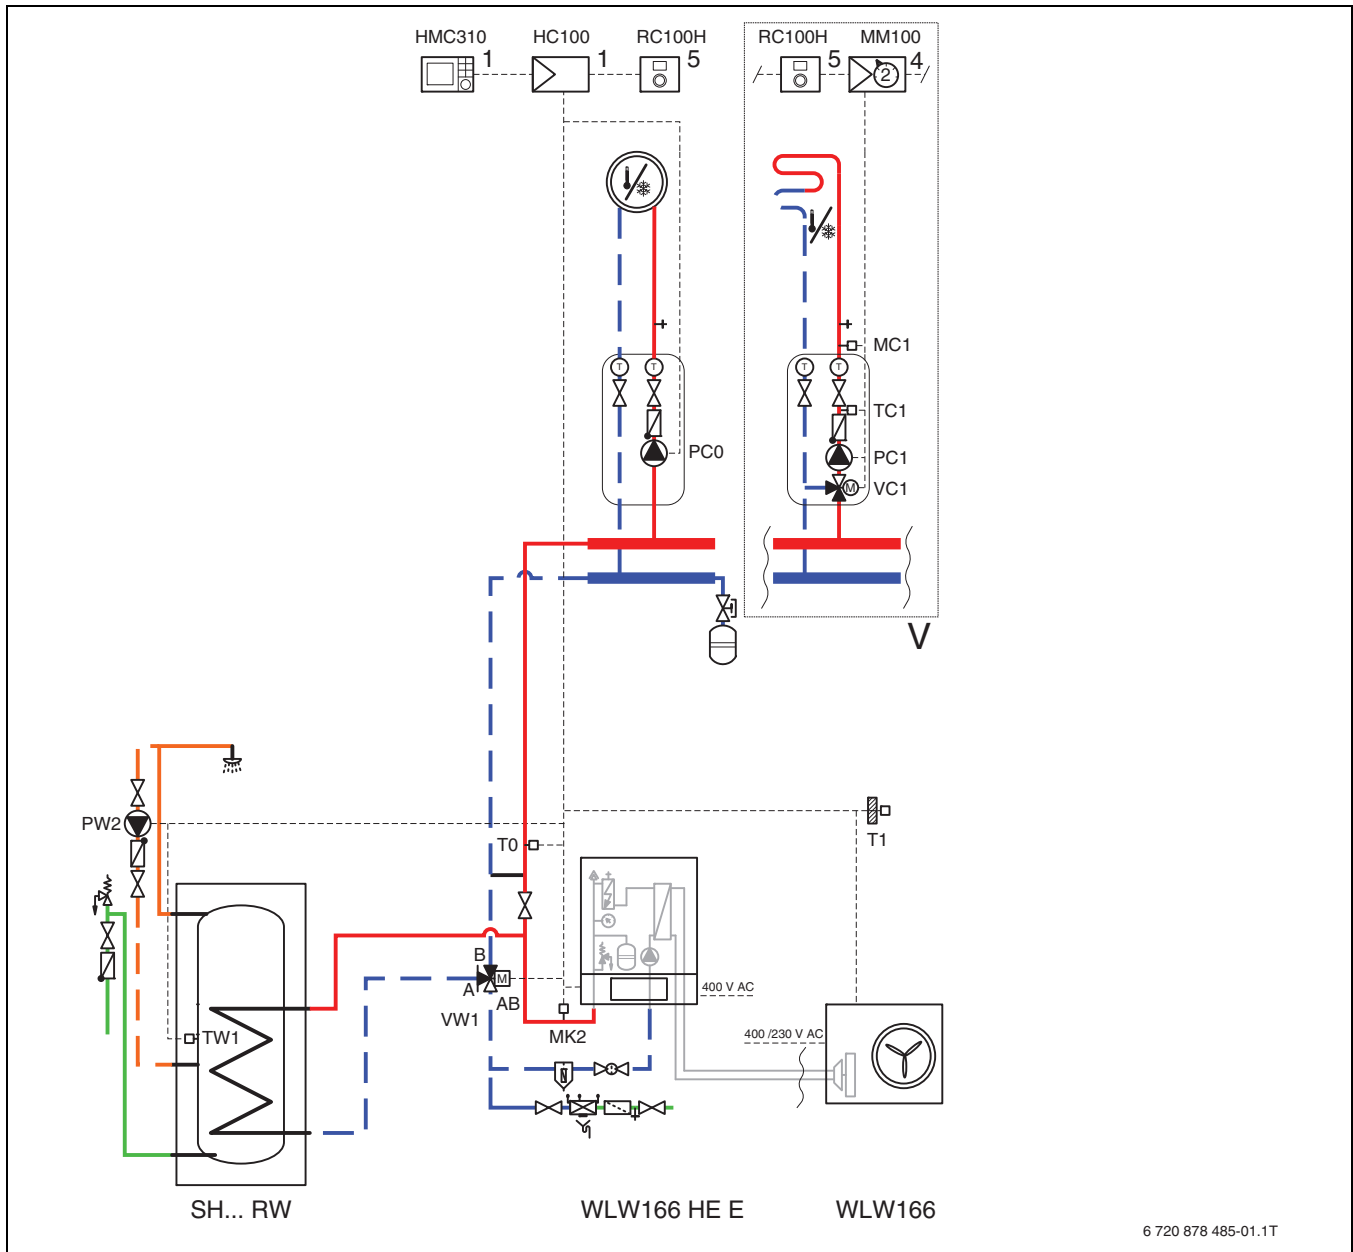 HMC310 HC100 RC100H RC100H MM100
1 1 5 5 2 4
MC1
T T T T
TC1
PC0 PC1
M VC1
V
PW2
T0 T1
B
A M
AB 400 V AC
VW1
TW1 MK2 400 /230 V AC
SH... RW WLW166 HE E WLW166
6 720 878 485-01.1T